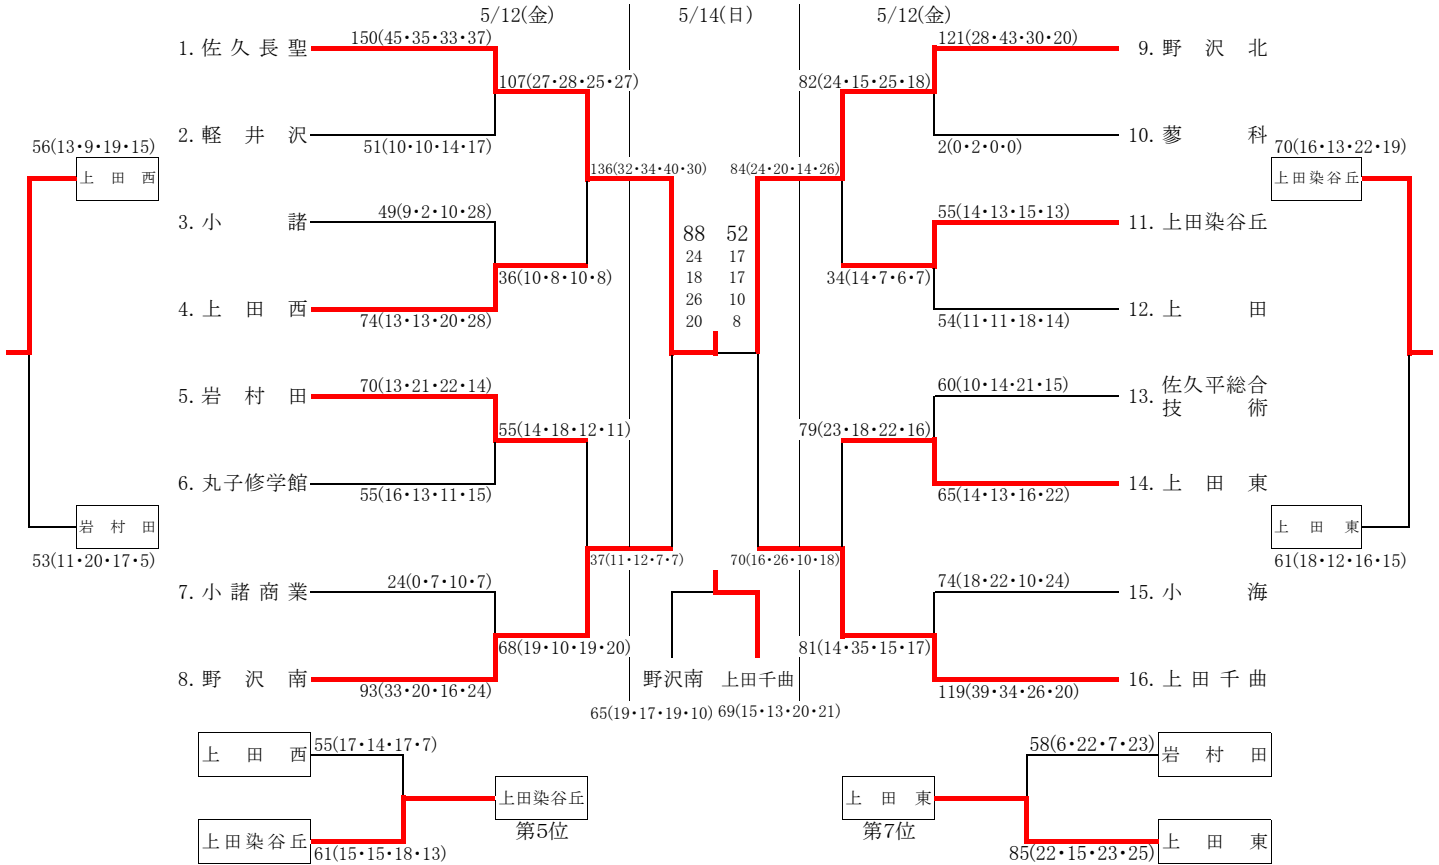 5/12(金)
5/14(日)
5/12(金)
1. 佐久長聖
150(45・35・33・37)
107(27・28・25・27)
2. 軽井沢
51(10・10・14・17)
136(32・34・40・30)
3. 小諸
49(9・2・10・28)
36(10・8・10・8)
4. 上田西
74(13・13・20・28)
5. 岩村田
70(13・21・22・14)
55(14・18・12・11)
6. 丸子修学館
55(16・13・11・15)
37(11・12・7・7)
7. 小諸商業
24(0・7・10・7)
68(19・10・19・20)
8. 野沢南
93(33・20・16・24)
88 52
24 17
18 17
26 10
20 8
121(28・43・30・20)
9. 野沢北
82(24・15・25・18)
2(0・2・0・0)
10. 蓼科
84(24・20・14・26)
55(14・13・15・13)
11. 上田染谷丘
34(14・7・6・7)
54(11・11・18・14)
12. 上田
60(10・14・21・15)
13. 佐久平総合
技術
79(23・18・22・16)
65(14・13・16・22)
14. 上田東
70(16・26・10・18)
74(18・22・10・24)
15. 小海
81(14・35・15・17)
119(39・34・26・20)
16. 上田千曲
野沢南 上田千曲
65(19・17・19・10) 69(15・13・20・21)
56(13・9・19・15)
上田西
岩村田
53(11・20・17・5)
70(16・13・22・19)
上田染谷丘
上田東
61(18・12・16・15)
上田西
55(17・14・17・7)
上田染谷丘
第5位
上田染谷丘
61(15・15・18・13)
58(6・22・7・23)
岩村田
上田東
第7位
上田東
85(22・15・23・25)